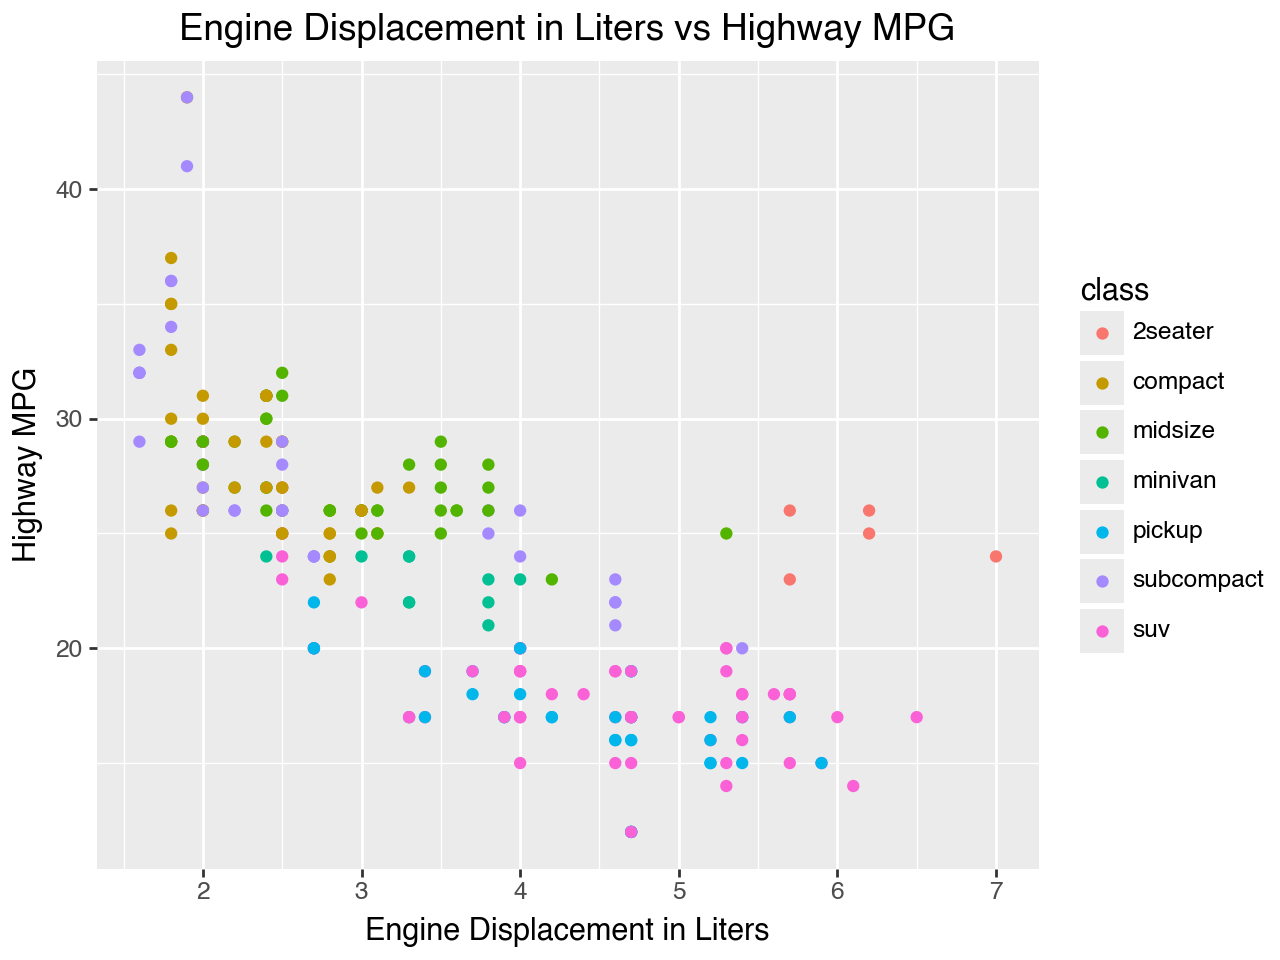 Engine Displacement in Liters vs Highway MPG
Highway MPG
40
30
20
2 3 4 5 6 7
Engine Displacement in Liters
class
2seater
compact
midsize
minivan
pickup
subcompact
suv